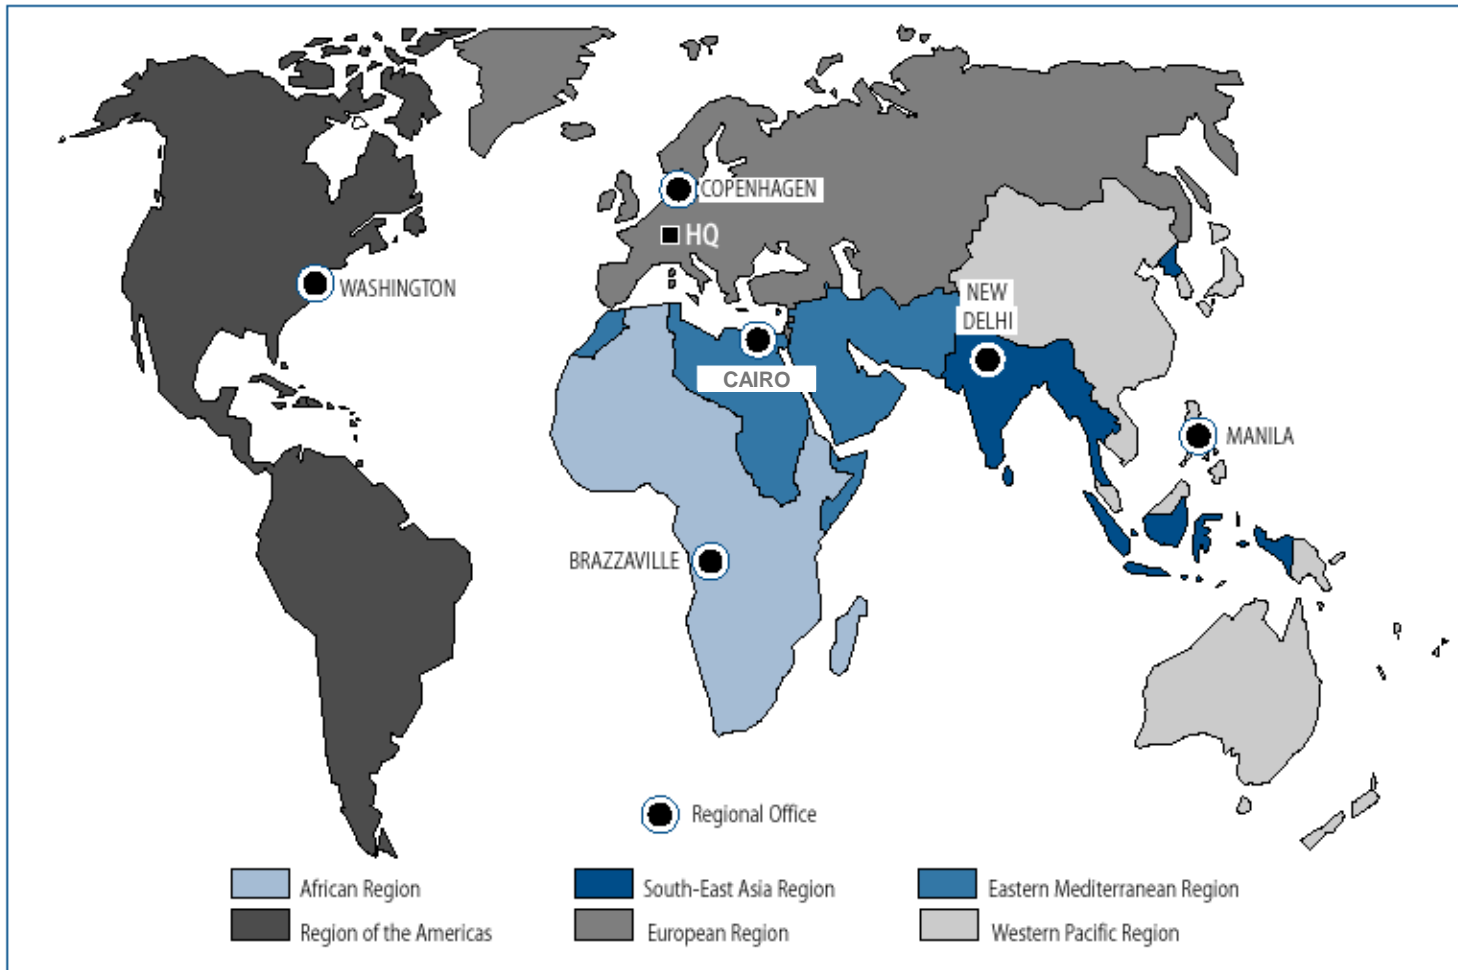 COPENHAGEN
HQ
WASHINGTON
NEW
DELHI
CAIRO
MANILA
BRAZZAVILLE
Regional Office
African Region
South-East Asia Region
Eastern Mediterranean Region
Region of the Americas
European Region
Western Pacific Region